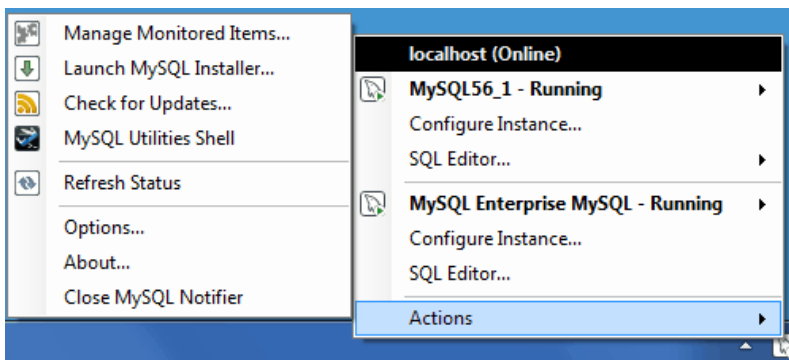 Manage Monitored Items...
Launch MySQL Installer...
Check for Updates...
MySQL Utilities Shell
Refresh Status
Options...
About...
Close MySQL Notifier
localhost (Online)
MySQL56_1 - Running
Configure Instance...
SQL Editor...
MySQL Enterprise MySQL - Running
Configure Instance...
SQL Editor...
Actions